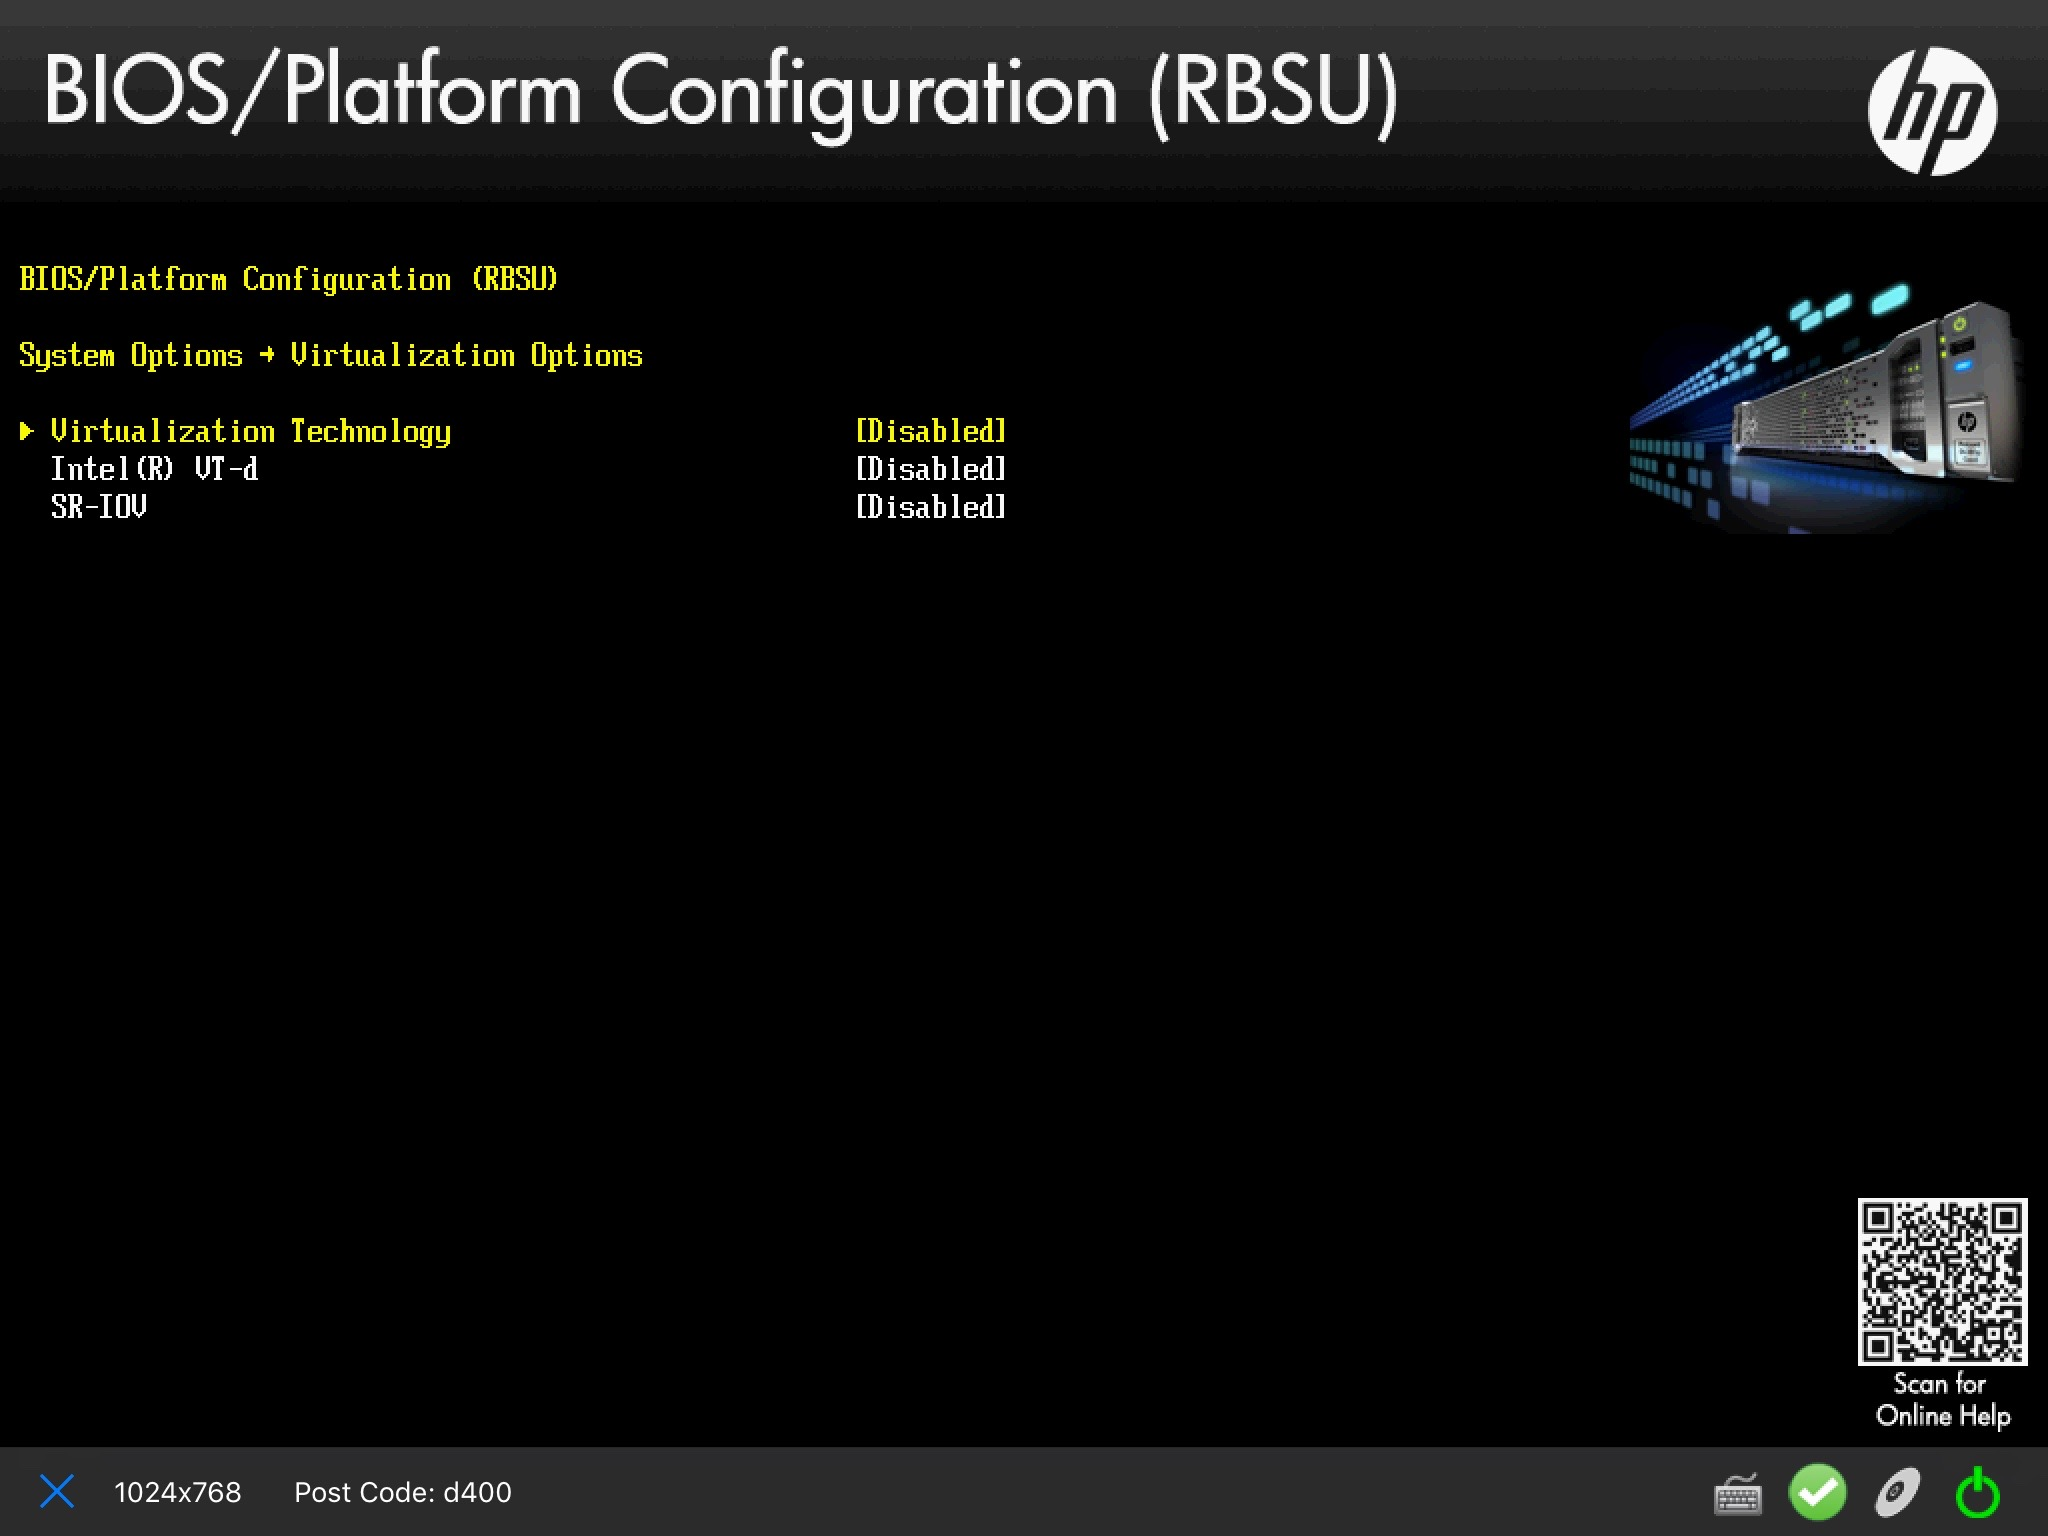 BIOS/Platform Configuration (RBSU)
hp
BIOS/Platform Configuration (RBSU)
System Options → Virtualization Options
Virtualization Technology [Disabled]
Intel(R) VT-d [Disabled]
SR-IOV [Disabled]
Scan for
Online Help
1024x768 Post Code: d400